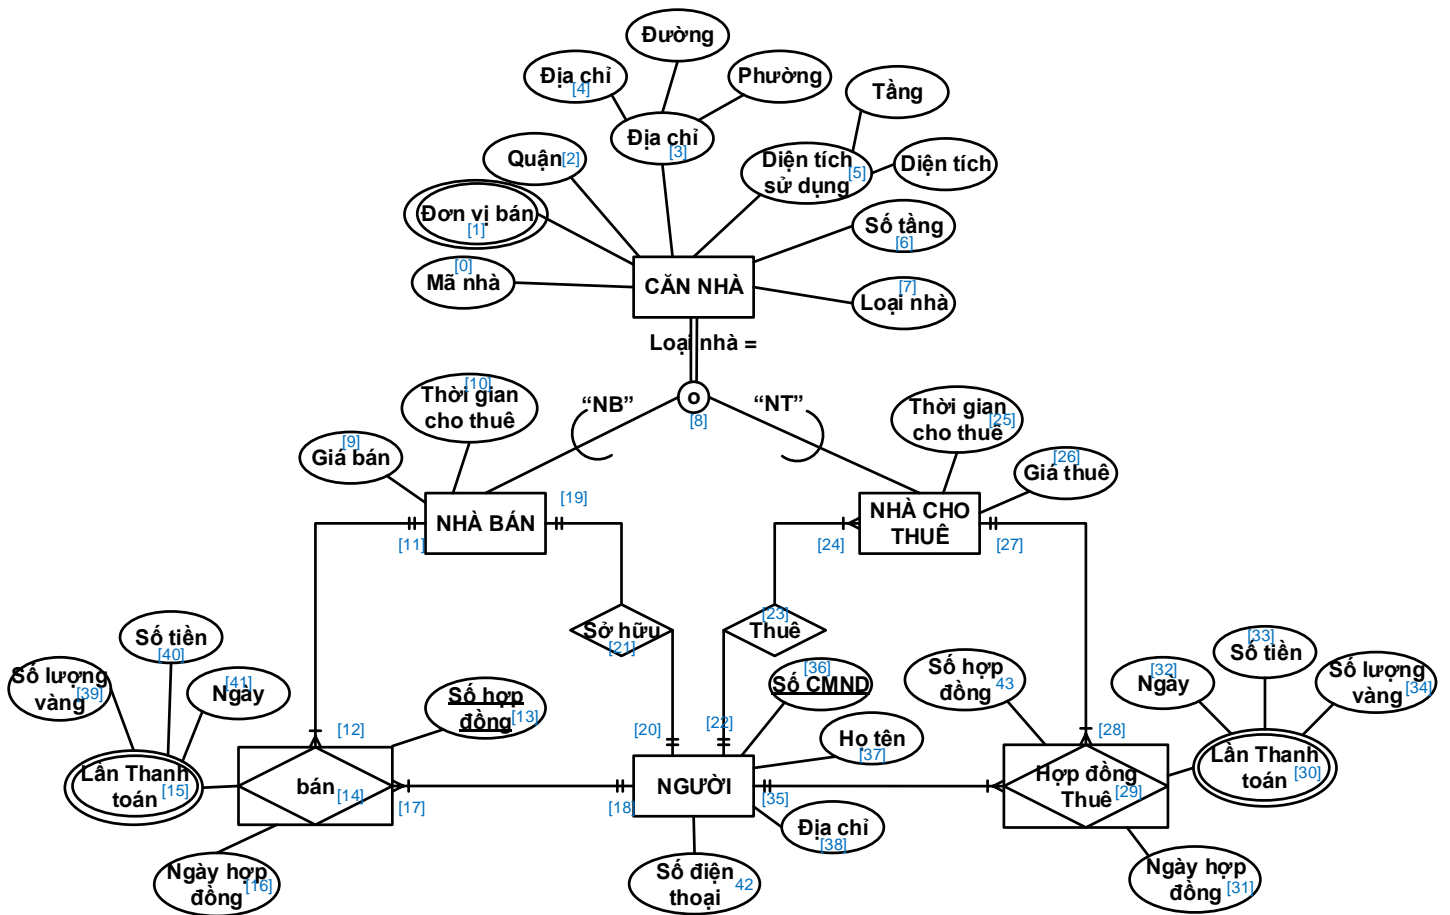 Đường
Địa chỉ
[4]
Phường
Tầng
Địa chỉ
[3]
Quận[2]
Diện tích
sử dụng
[5]
Diện tích
Đơn vị bán
[1]
Số tầng
[6]
[0]
Mã nhà
CĂN NHÀ
[7]
Loại nhà
Loại nhà =
[10]
Thời gian
cho thuê
“NB”
o
[8]
“NT”
Thời gian
cho thuê
[25]
[9]
Giá bán
[26]
Giá thuê
NHÀ BÁN
[19]
[11]
NHÀ CHO
THUÊ
[24]
[27]
Sở hữu
[21]
[23]
Thuê
Số tiền
[40]
Số lượng
vàng[39]
[41]
Ngày
Số hợp
đồng[13]
[36]
Số CMND
Số hợp
đồng 43
[32]
Ngày
[33]
Số tiền
Số lượng
vàng[34]
[12]
[20]
[22]
Họ tên
[37]
[28]
Lần Thanh
toán[15]
bán[14]
[17]
[18]
NGƯỜI
[35]
Hợp đồng
Thuê[29]
Lần Thanh
toán[30]
Địa chỉ
[38]
Ngày hợp
đồng[16]
Số điện
thoại 42
Ngày hợp
đồng[31]